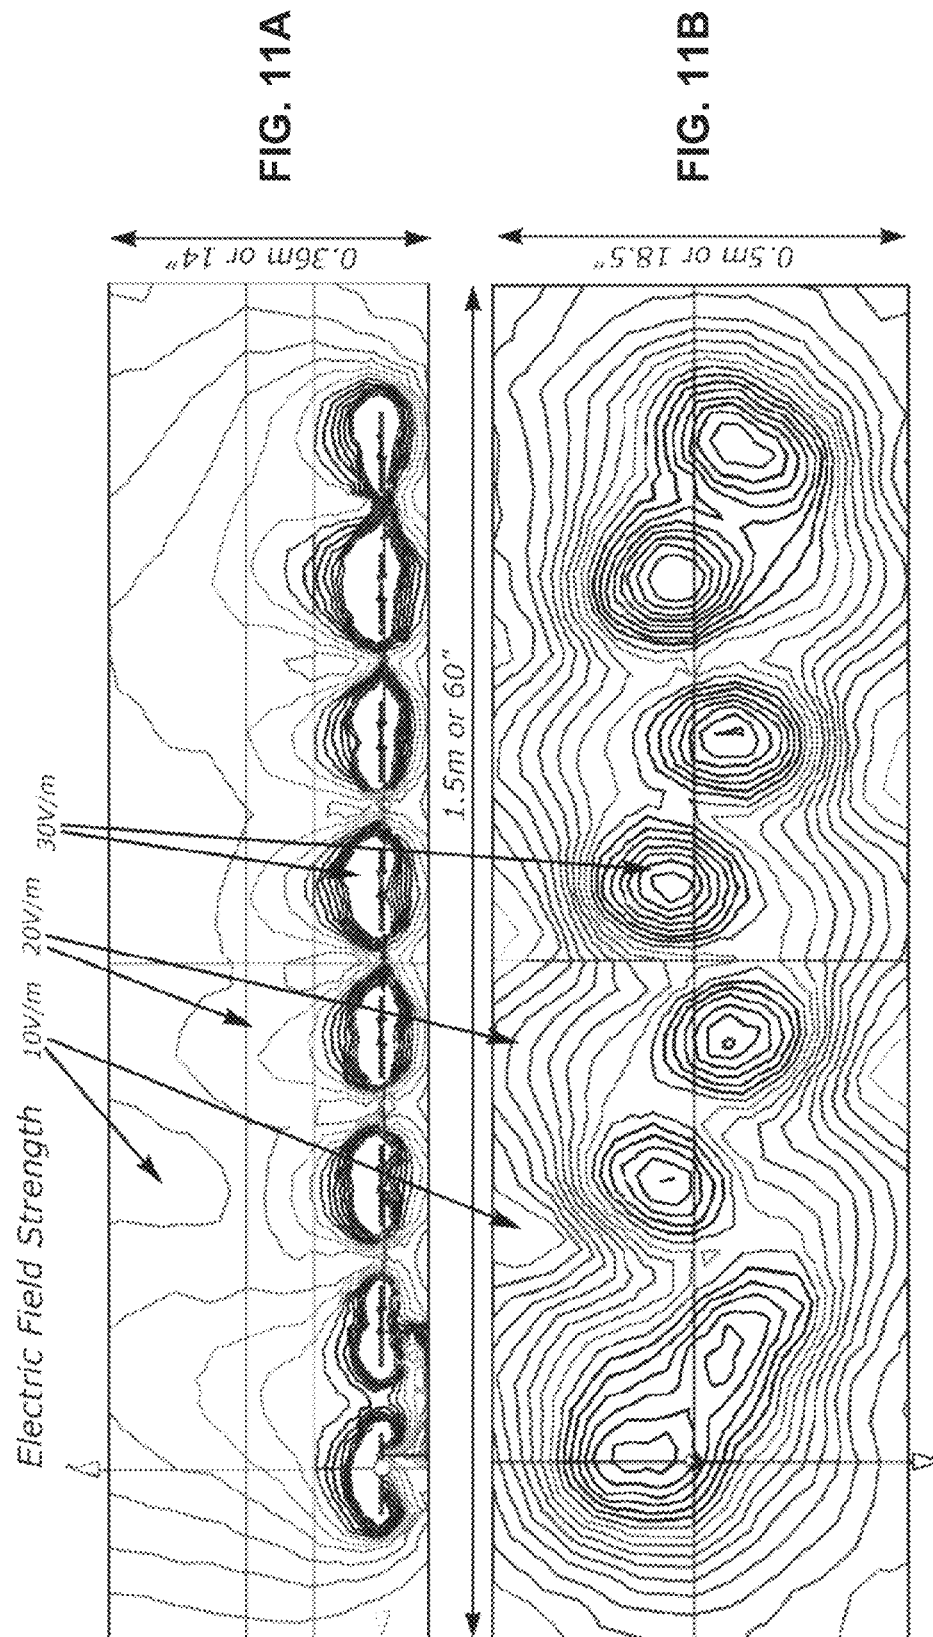 Electric Field Strength
10V/m
20V/m
30V/m
0.36m or 14"
FIG. 11A
1.5m or 60"
0.5m or 18.5"
FIG. 11B